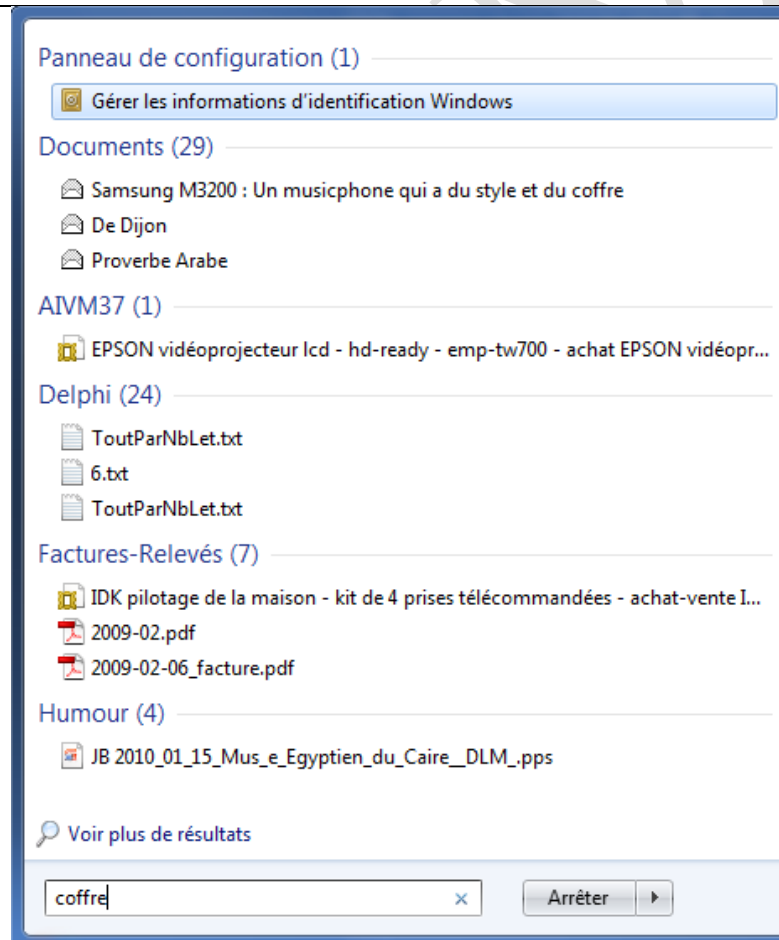 Panneau de configuration (1)
Gérer les informations d'identification Windows
Documents (29)
Samsung M3200 : Un musicphone qui a du style et du coffre
De Dijon
Proverbe Arabe
AIVM37 (1)
EPSON vidéoprojecteur lcd - hd-ready - emp-tw700 - achat EPSON vidéopr...
Delphi (24)
ToutParNbLet.txt
6.txt
ToutParNbLet.txt
Factures-Relevés (7)
IDK pilotage de la maison - kit de 4 prises télécommandées - achat-vente I...
2009-02.pdf
2009-02-06_facture.pdf
Humour (4)
JB 2010_01_15_Mus_e_Egyptien_du_Caire__DLM_.pps
Voir plus de résultats
coffre
Arrêter